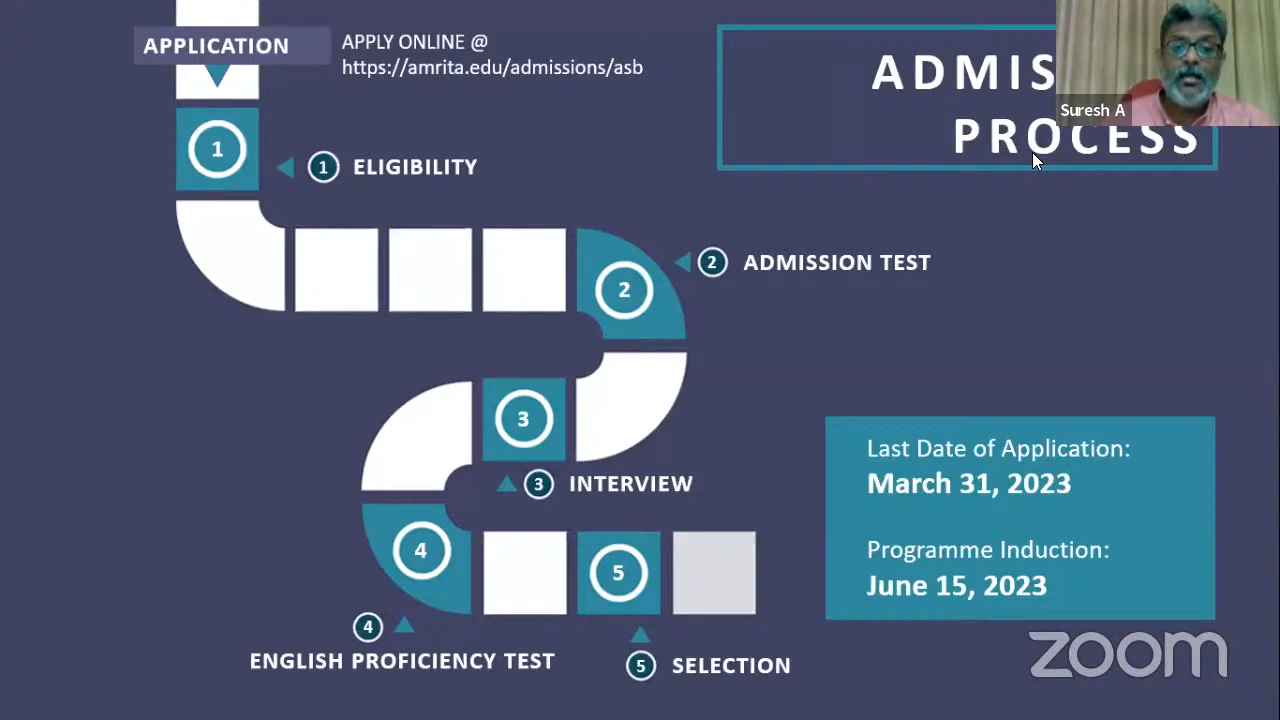 APPLICATION
APPLY ONLINE @
https://amrita.edu/admissions/asb
ADMIS
PROCESS
Suresh A
1
1 ELIGIBILITY
2
2 ADMISSION TEST
3
3 INTERVIEW
4
5
4
ENGLISH PROFICIENCY TEST
5 SELECTION
Last Date of Application:
March 31, 2023
Programme Induction:
June 15, 2023
zoom